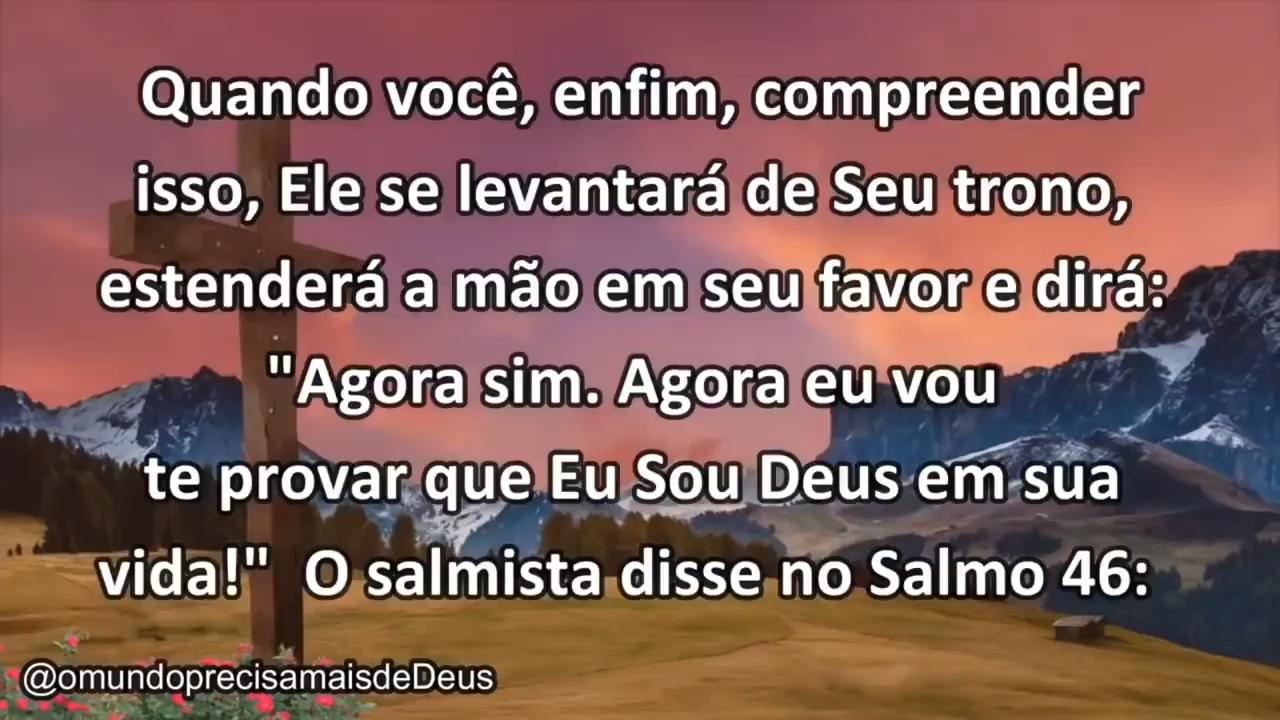 Quando você, enfim, compreender
isso, Ele se levantará de Seu trono,
estenderá a mão em seu favor e dirá:
"Agora sim. Agora eu vou
te provar que Eu Sou Deus em sua
vida!"  O salmista disse no Salmo 46:
@omundoprecisamaisdeDeus